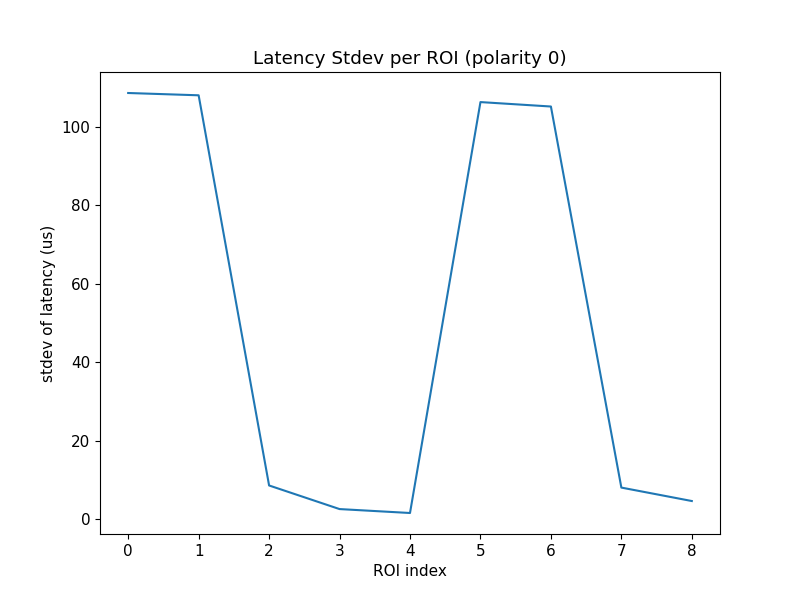 Latency Stdev per ROI (polarity 0)
stdev of latency (us)
100
80
60
40
20
0
0 1 2 3 4 5 6 7 8
ROI index